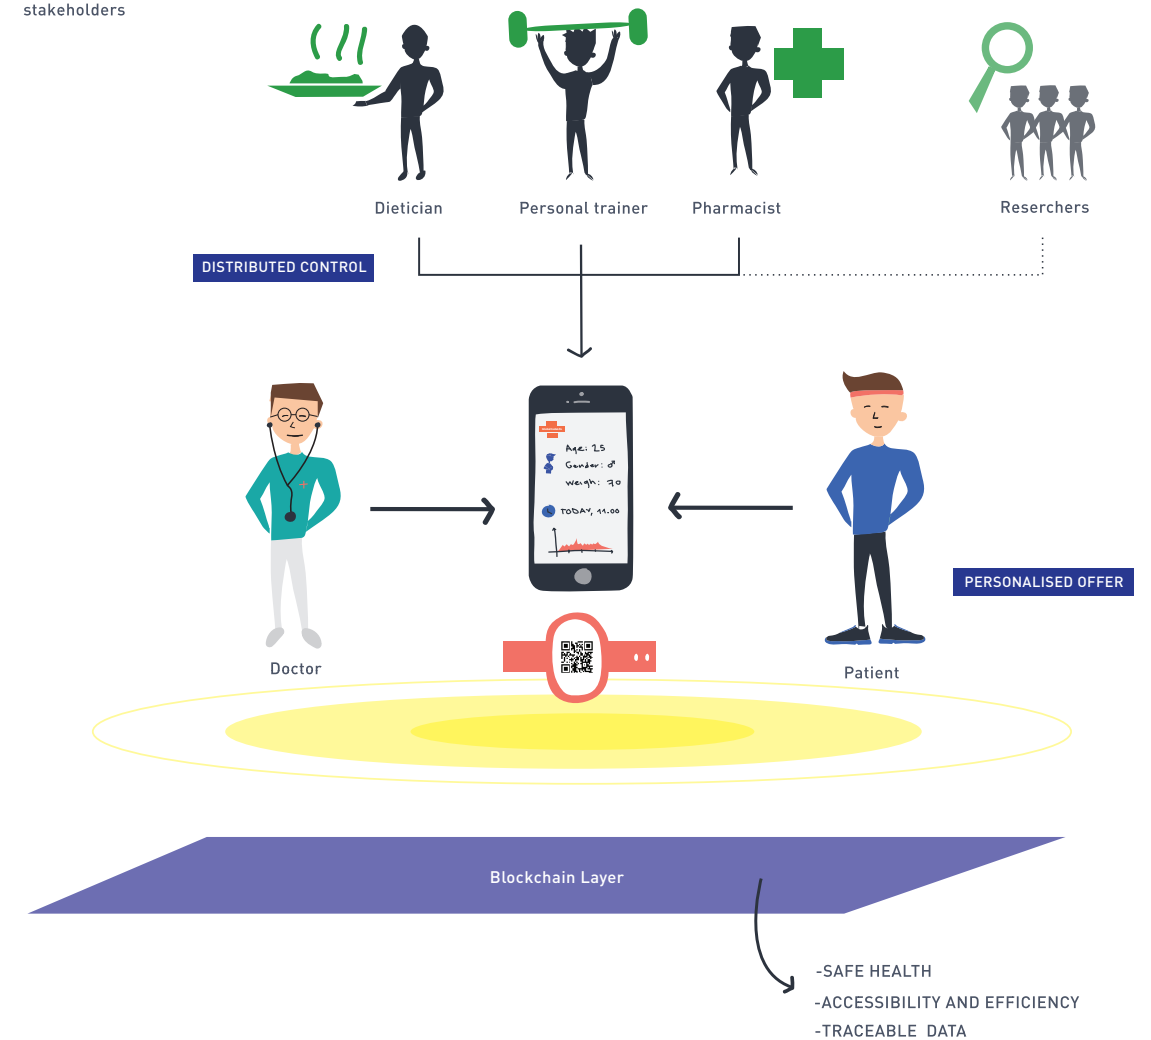 stakeholders
Dietician
Personal trainer
Pharmacist
Reserchers
DISTRIBUTED CONTROL
Age: 25
Gender: ♂
weigh: 70
TODAY, 11.00
PERSONALISED OFFER
Doctor
Patient
Blockchain Layer
-SAFE HEALTH
-ACCESSIBILITY AND EFFICIENCY
-TRACEABLE DATA